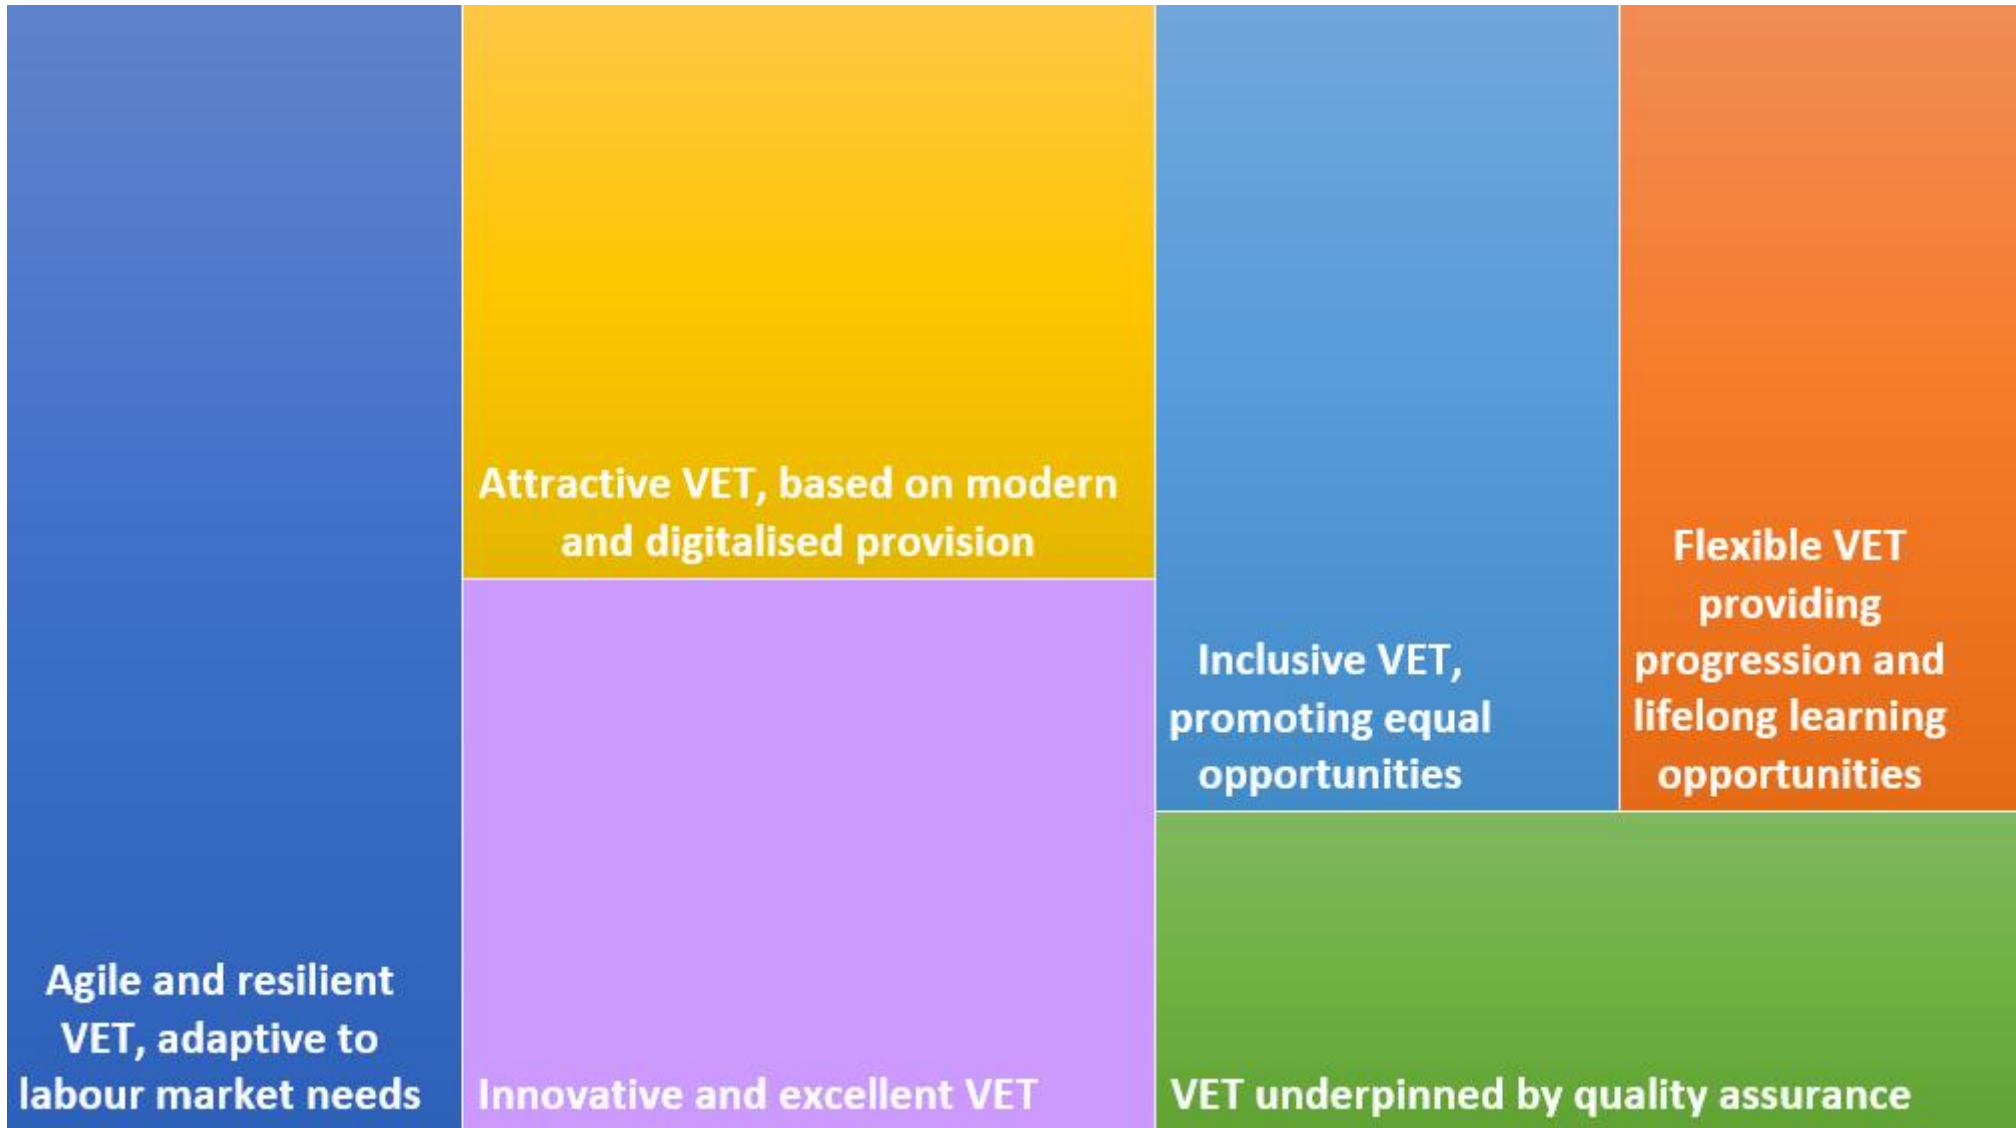 Agile and resilient
VET, adaptive to
labour market needs
Attractive VET, based on modern
and digitalised provision
Innovative and excellent VET
Inclusive VET,
promoting equal
opportunities
Flexible VET
providing
progression and
lifelong learning
opportunities
VET underpinned by quality assurance